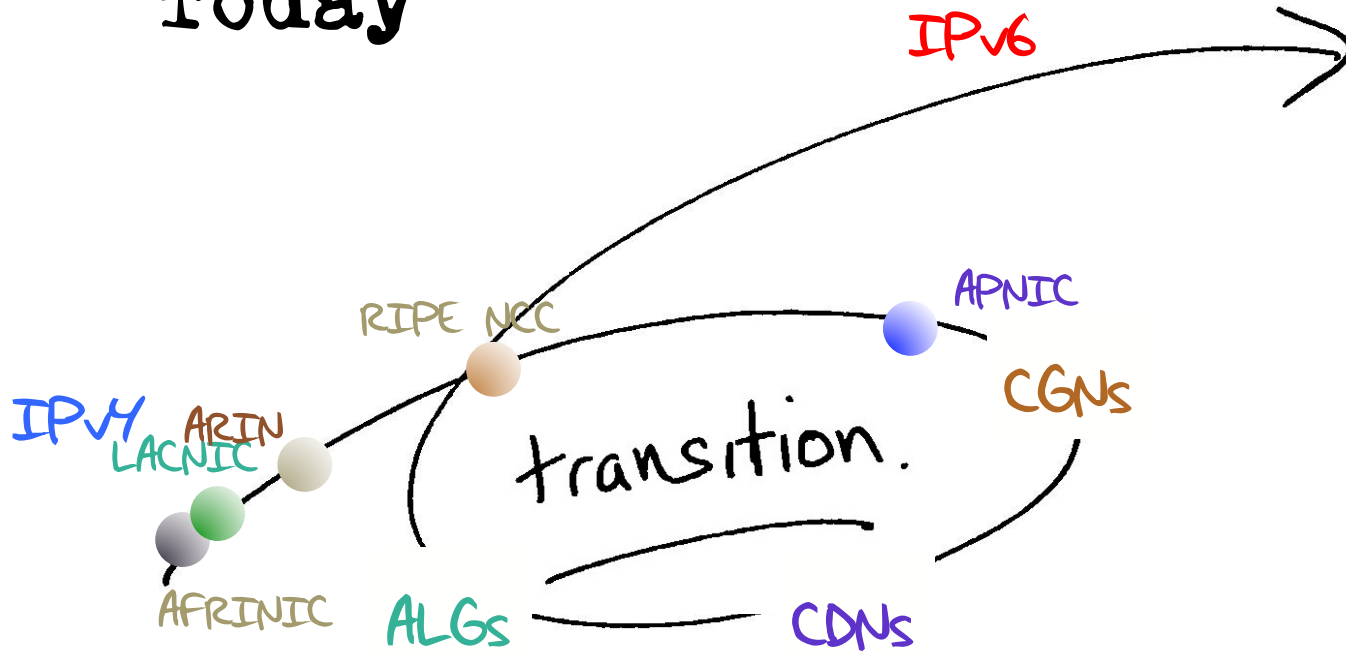 Today
IPv6
APNIC
RIPE NCC
CGNs
IPv4
ARIN
LACNIC
transition.
AFRINIC
ALGs
CDNs